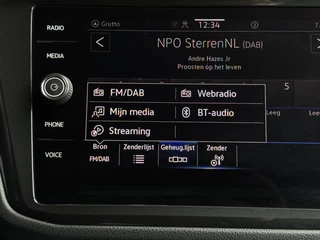 RADIO
MEDIA
PHONE
VOICE
Grutto
12:34
NPO SterrenNL (DAB)
Andre Hazes Jr
Proosten op het leven
FM/DAB
Webradio
5
Mijn media
BT-audio
Leeg
Leeg
Streaming
Bron
FM/DAB
Zenderlijst
Geheug.lijst
Zender